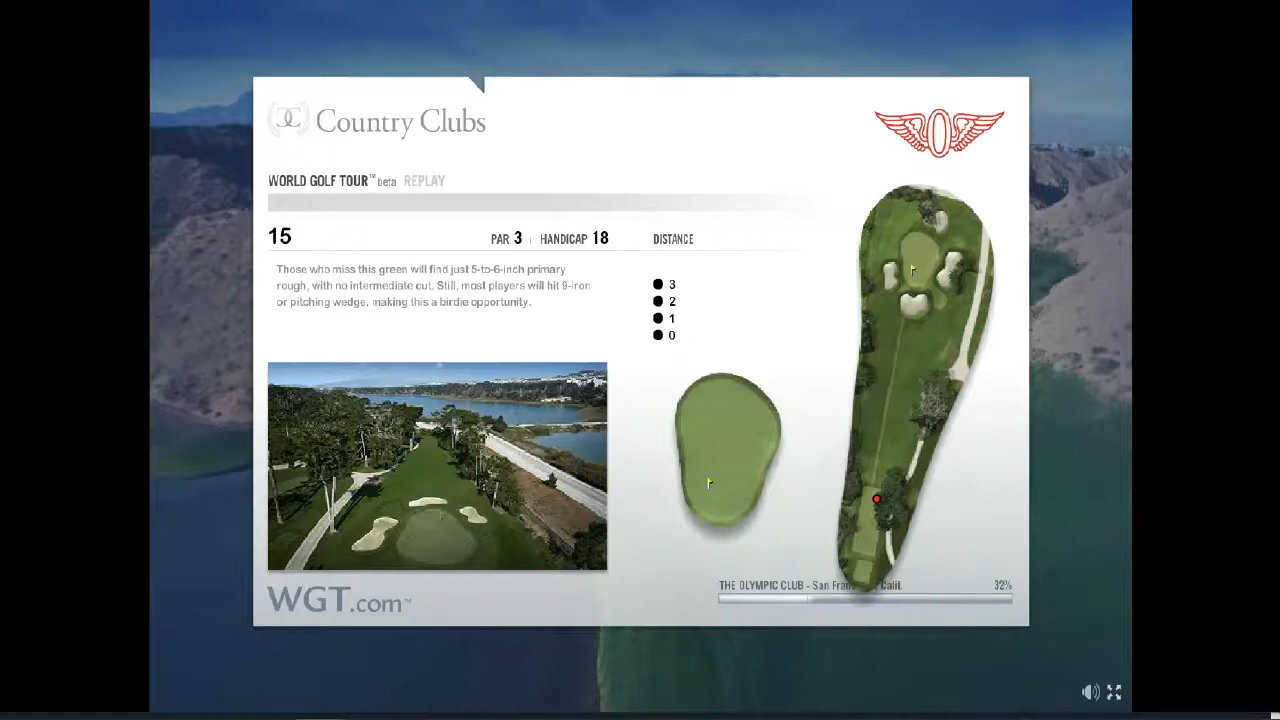 Country Clubs
WORLD GOLF TOUR™ beta REPLAY
15 PAR 3 HANDICAP 18 DISTANCE
Those who miss this green will find just 5-to-6-inch primary
rough, with no intermediate cut. Still, most players will hit 9-iron
or pitching wedge, making this a birdie opportunity.
3
2
1
0
THE OLYMPIC CLUB - San Calif. 32%
WGT.com™